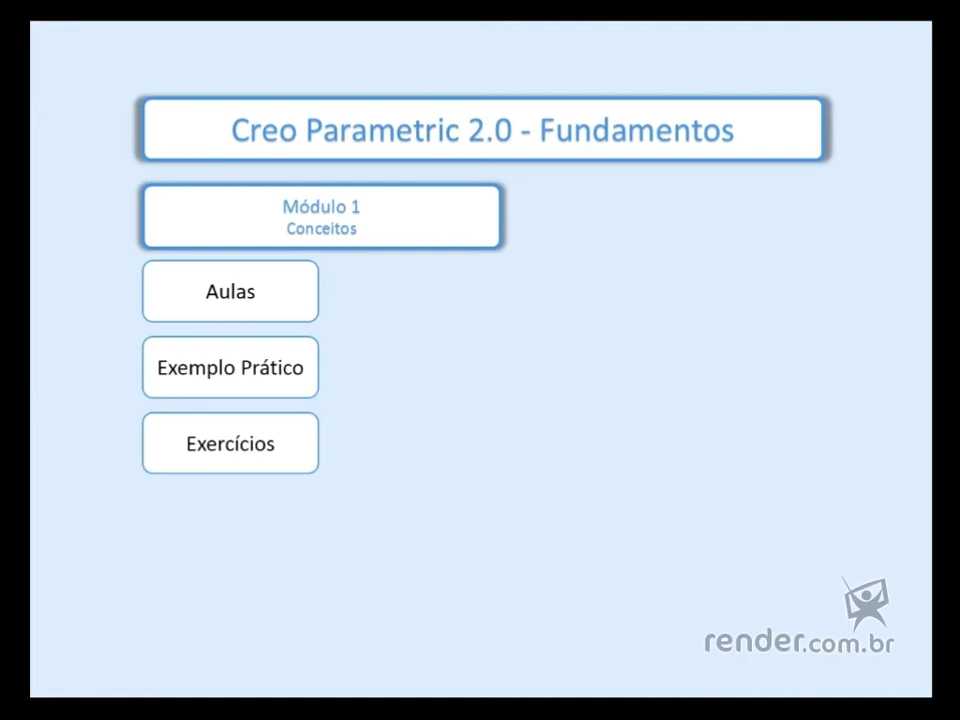 Creo Parametric 2.0 - Fundamentos
Módulo 1
Conceitos
Aulas
Exemplo Prático
Exercícios
render.com.br